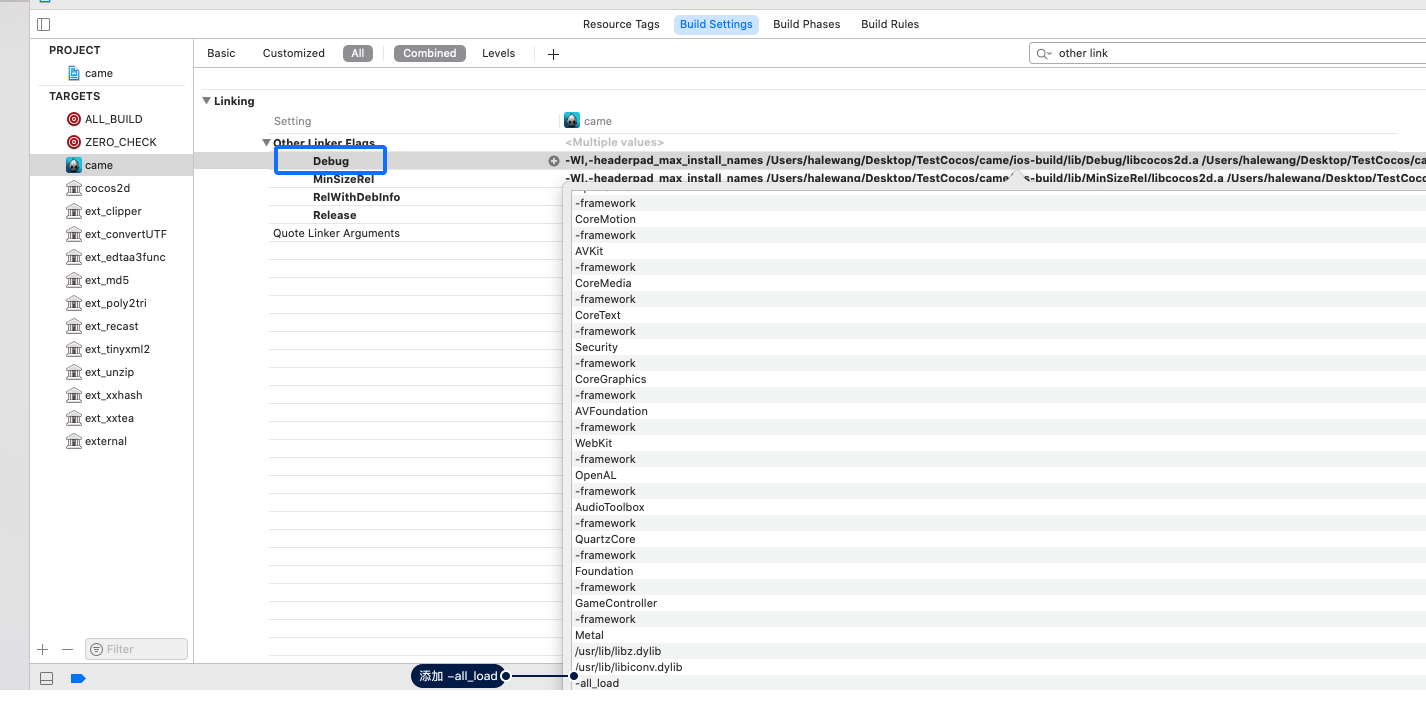 Resource Tags Build Settings Build Phases Build Rules
PROJECT
came
TARGETS
ALL_BUILD
ZERO_CHECK
came
cocos2d
ext_clipper
ext_convertUTF
ext_edtaa3func
ext_md5
ext_poly2tri
ext_recast
ext_tinyxml2
ext_unzip
ext_xxhash
ext_xxtea
external
Filter
Basic Customized All Combined Levels
other link
Linking
Setting came
Other Linker Flags <Multiple values>
Debug -Wl,-headerpad_max_install_names /Users/halewang/Desktop/TestCocos/came/ios-build/lib/Debug/libcocos2d.a /Users/halewang/Desktop/TestCocos/ca
MinSizeRel -Wl,-headerpad_max_install_names /Users/halewang/Desktop/TestCocos/came/ios-build/lib/MinSizeRel/libcocos2d.a /Users/halewang/Desktop/TestCoco
RelWithDebInfo
Release
Quote Linker Arguments
-framework
CoreMotion
-framework
AVKit
-framework
CoreMedia
-framework
CoreText
-framework
Security
-framework
CoreGraphics
-framework
AVFoundation
-framework
WebKit
-framework
OpenAL
-framework
AudioToolbox
-framework
QuartzCore
-framework
Foundation
-framework
GameController
-framework
Metal
/usr/lib/libz.dylib
/usr/lib/libiconv.dylib
-all_load
添加 -all_load